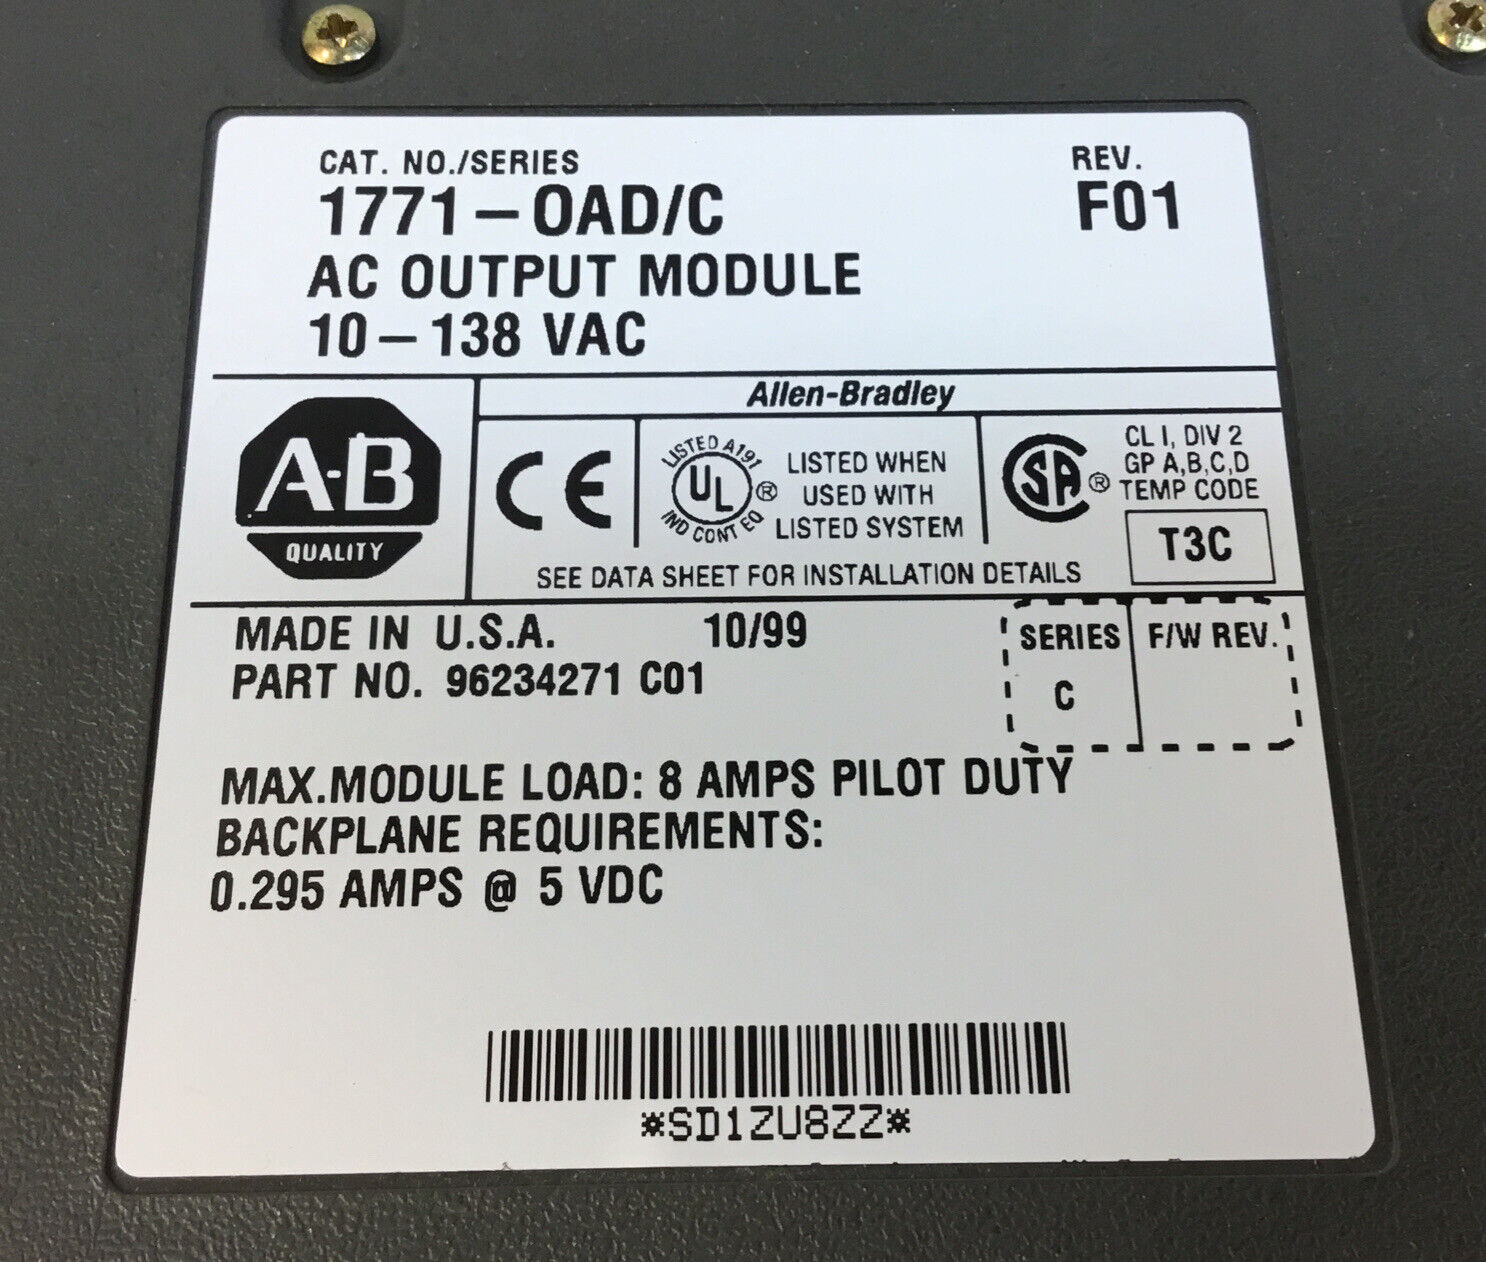 CAT. NO./SERIES
1771-OAD/C
REV.
F01
AC OUTPUT MODULE
10-138 VAC
Allen-Bradley
A-B
QUALITY
CE
LISTED A191
UL ®
IND CONT EQ
LISTED WHEN
USED WITH
LISTED SYSTEM
SA ®
CL I, DIV 2
GP A,B,C,D
TEMP CODE
T3C
SEE DATA SHEET FOR INSTALLATION DETAILS
MADE IN U.S.A. 10/99
PART NO. 96234271 C01
SERIES
C
F/W REV.
MAX.MODULE LOAD: 8 AMPS PILOT DUTY
BACKPLANE REQUIREMENTS:
0.295 AMPS @ 5 VDC
*SD1ZU8ZZ*